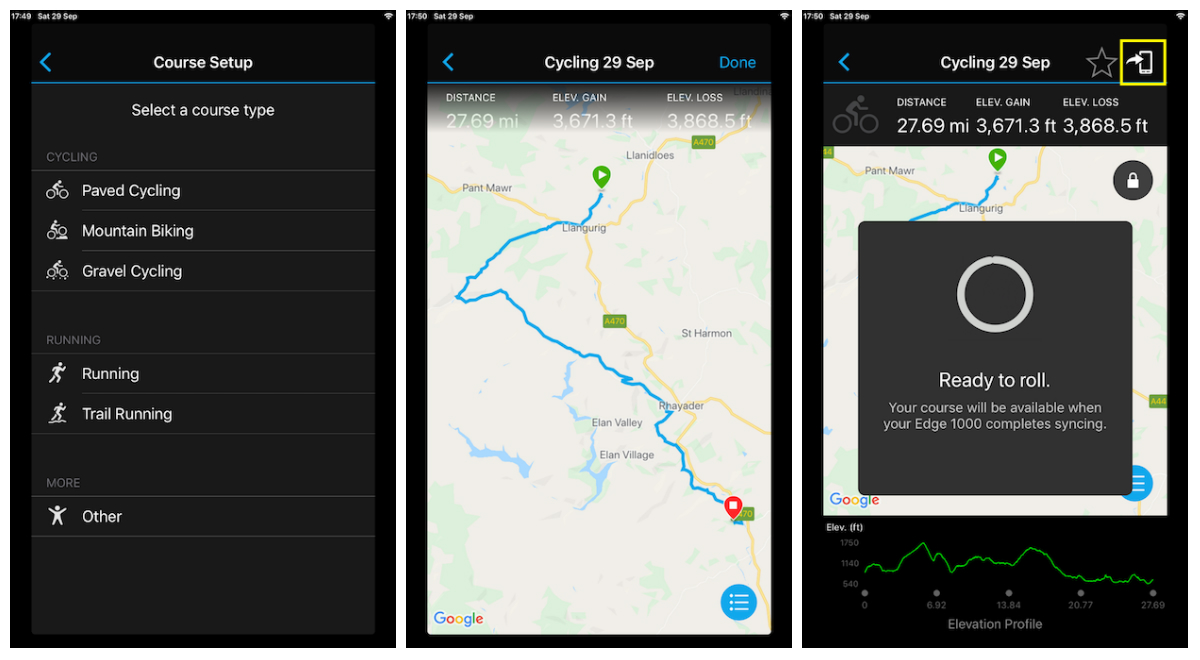 17:49 Sat 29 Sep
Course Setup
Select a course type
CYCLING
Paved Cycling
Mountain Biking
Gravel Cycling
RUNNING
Running
Trail Running
MORE
Other
17:50 Sat 29 Sep
Cycling 29 Sep Done
DISTANCE ELEV. GAIN ELEV. LOSS
27.69 mi 3,671.3 ft 3,868.5 ft
A470
Llanidloes
Pant Mawr
Llangurig
A470
St Harmon
Rhayader
Elan Valley
Elan Village
Google
17:50 Sat 29 Sep
Cycling 29 Sep
DISTANCE ELEV. GAIN ELEV. LOSS
27.69 mi 3,671.3 ft 3,868.5 ft
44
Pant Mawr
Llangurig
Ready to roll.
Your course will be available when
your Edge 1000 completes syncing.
A44
Google
Elev. (ft)
1750
1140
540
0 6.92 13.84 20.77 27.69
Elevation Profile